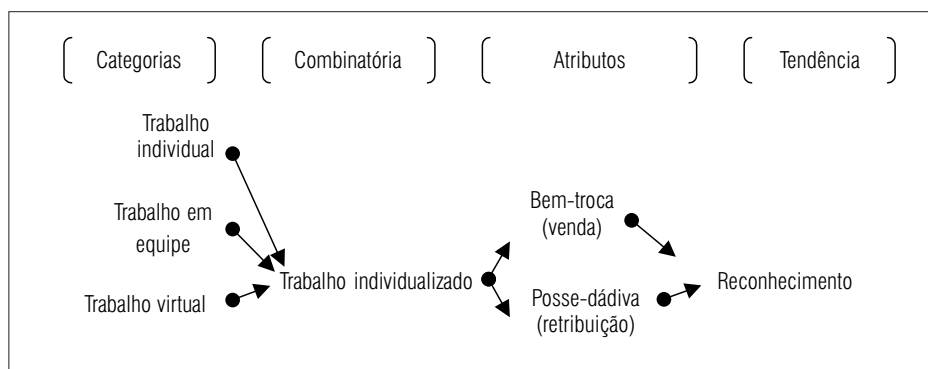 Categorias
Combinatória
Atributos
Tendência
Trabalho
individual
Trabalho em
equipe
Trabalho virtual
Trabalho individualizado
Bem-troca
(venda)
Posse-dádiva
(retribuição)
Reconhecimento